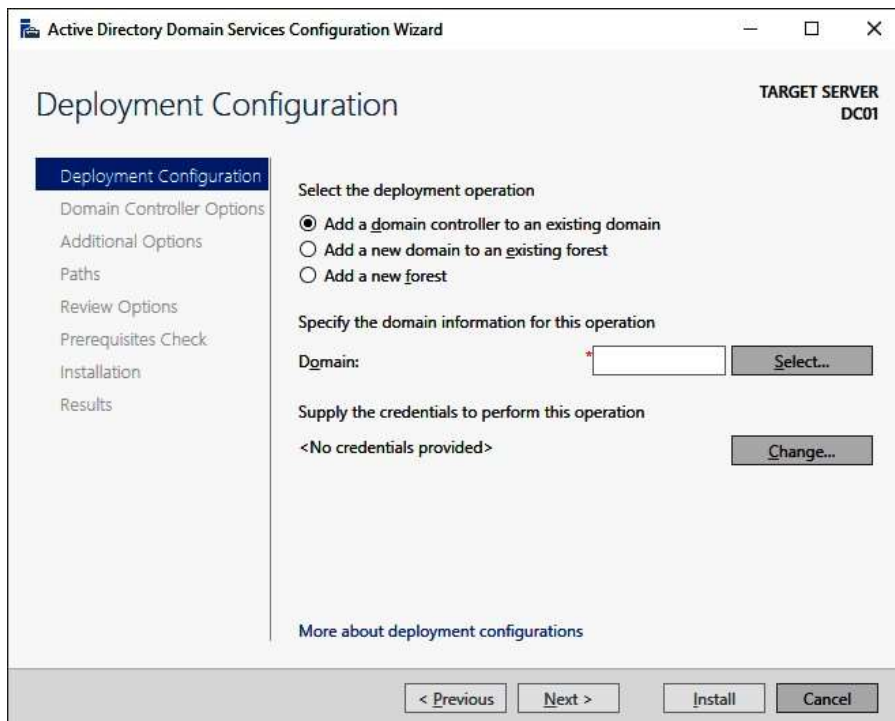 Active Directory Domain Services Configuration Wizard
Deployment Configuration
TARGET SERVER
DC01
Deployment Configuration
Domain Controller Options
Additional Options
Paths
Review Options
Prerequisites Check
Installation
Results
Select the deployment operation
Add a domain controller to an existing domain
Add a new domain to an existing forest
Add a new forest
Specify the domain information for this operation
Domain:
*
Select...
Supply the credentials to perform this operation
<No credentials provided>
Change...
More about deployment configurations
< Previous
Next >
Install
Cancel